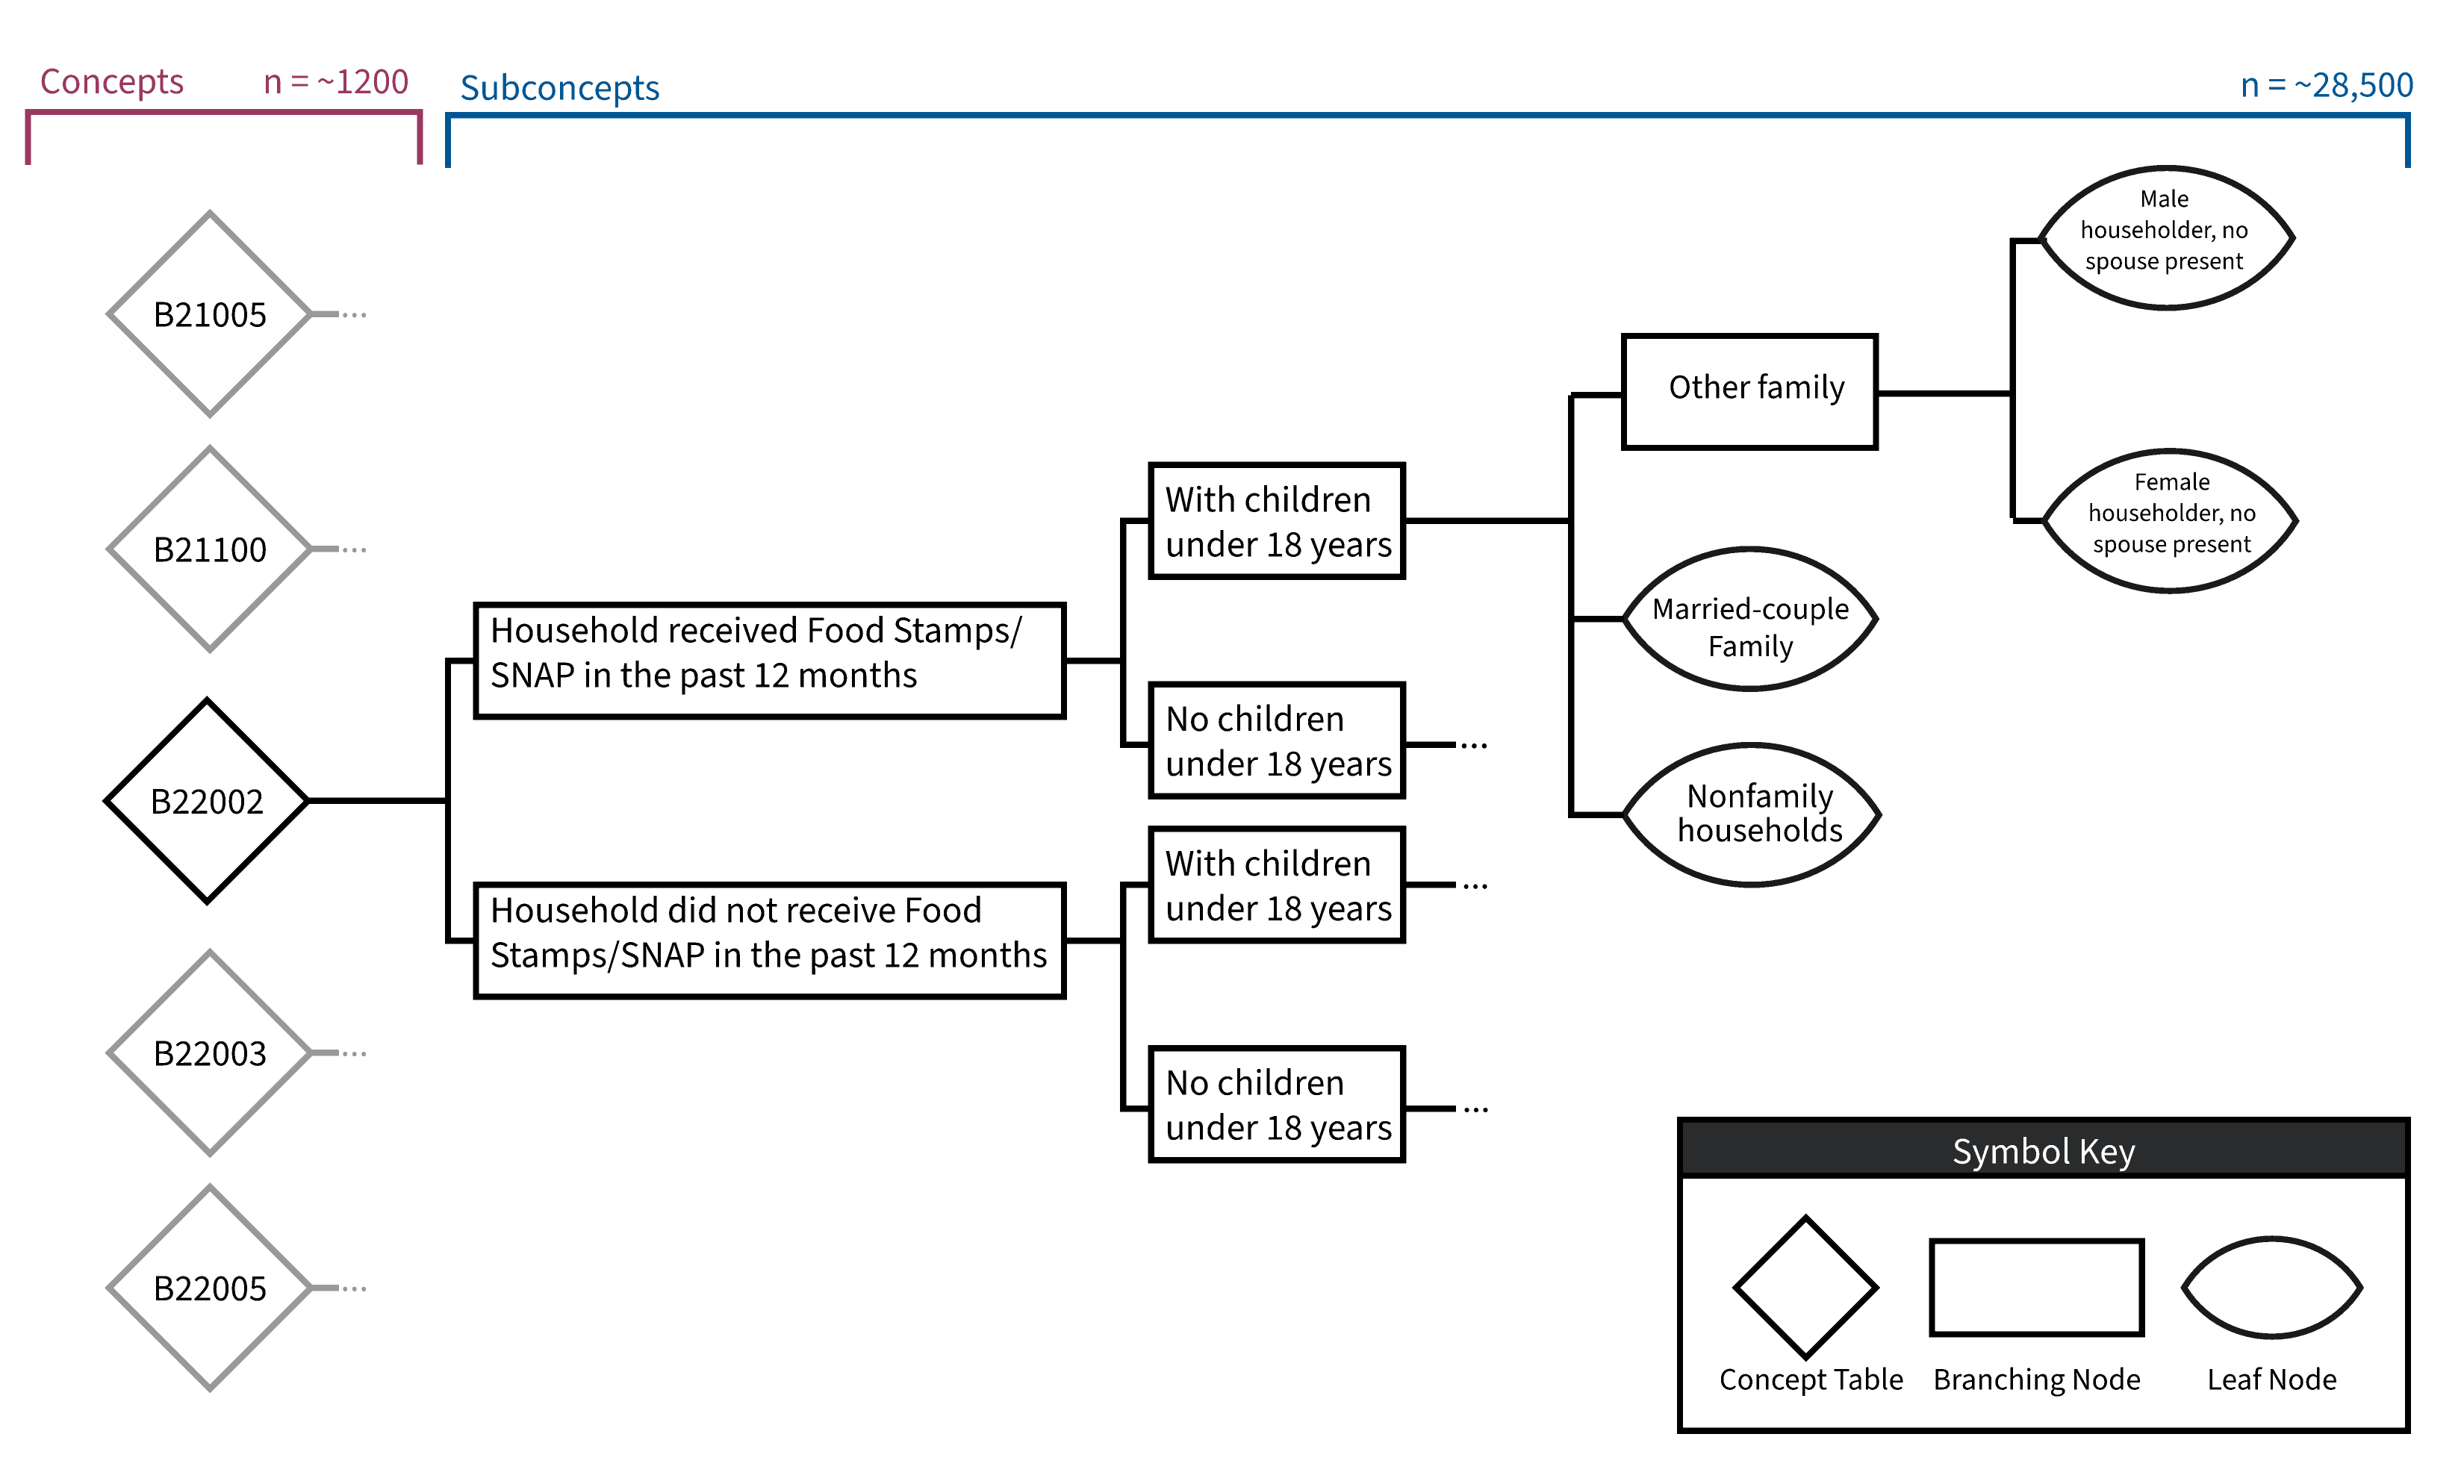 Concepts n = ~1200
Subconcepts n = ~28,500
B21005 ...
B21100 ...
B22002
B22003 ...
B22005 ...
Household received Food Stamps/
SNAP in the past 12 months
Household did not receive Food
Stamps/SNAP in the past 12 months
With children
under 18 years
No children
under 18 years ...
With children
under 18 years ...
No children
under 18 years ...
Other family
Married-couple
Family
Nonfamily
households
Male
householder, no
spouse present
Female
householder, no
spouse present
Symbol Key
Concept Table
Branching Node
Leaf Node